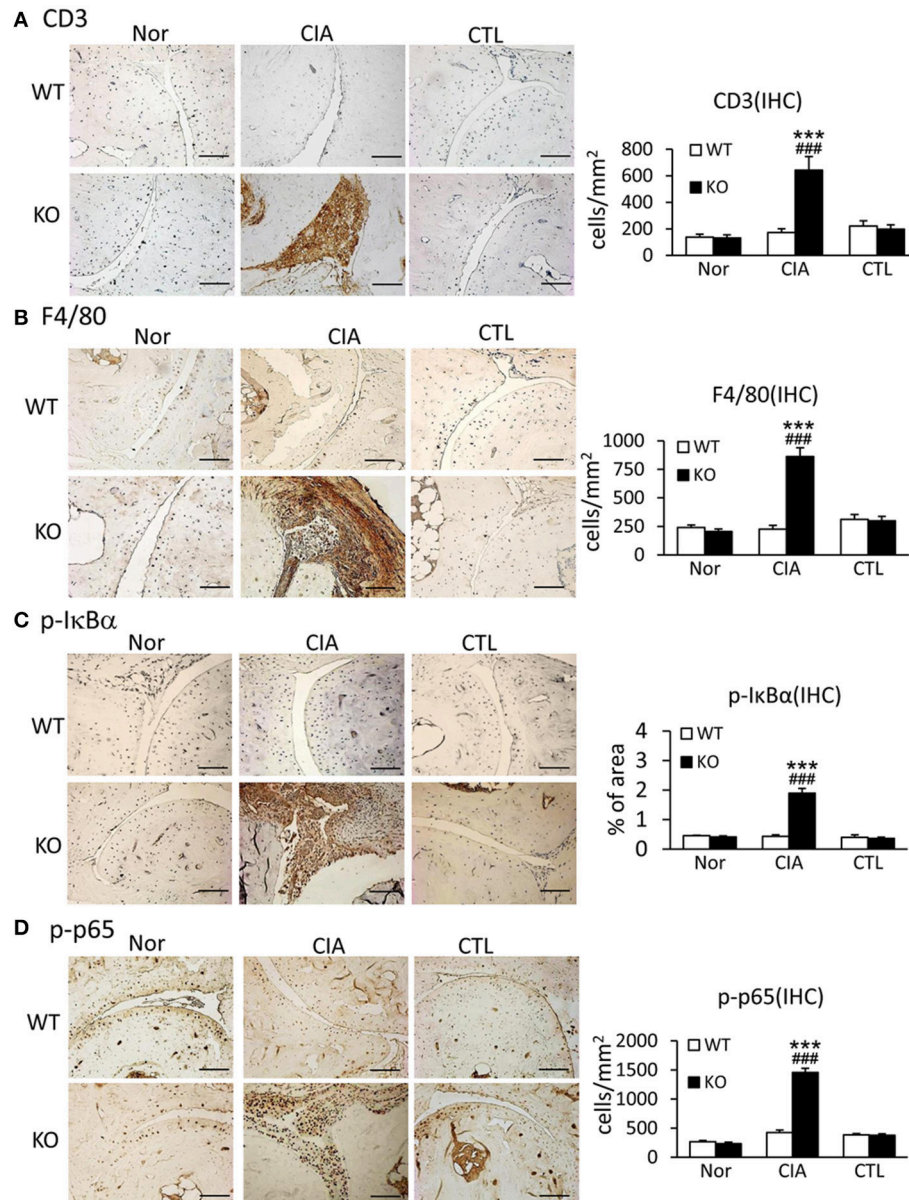 A CD3
Nor CIA CTL
WT
KO
CD3(IHC)
cells/mm²
800
600
400
200
0
WT
KO
***
###
Nor CIA CTL
B F4/80
Nor CIA CTL
WT
KO
F4/80(IHC)
cells/mm²
1000
750
500
250
0
WT
KO
***
###
Nor CIA CTL
C p-IκBα
Nor CIA CTL
WT
KO
p-IκBα(IHC)
% of area
4
3
2
1
0
WT
KO
***
###
Nor CIA CTL
D p-p65
Nor CIA CTL
WT
KO
p-p65(IHC)
cells/mm²
2000
1500
1000
500
0
WT
KO
***
###
Nor CIA CTL